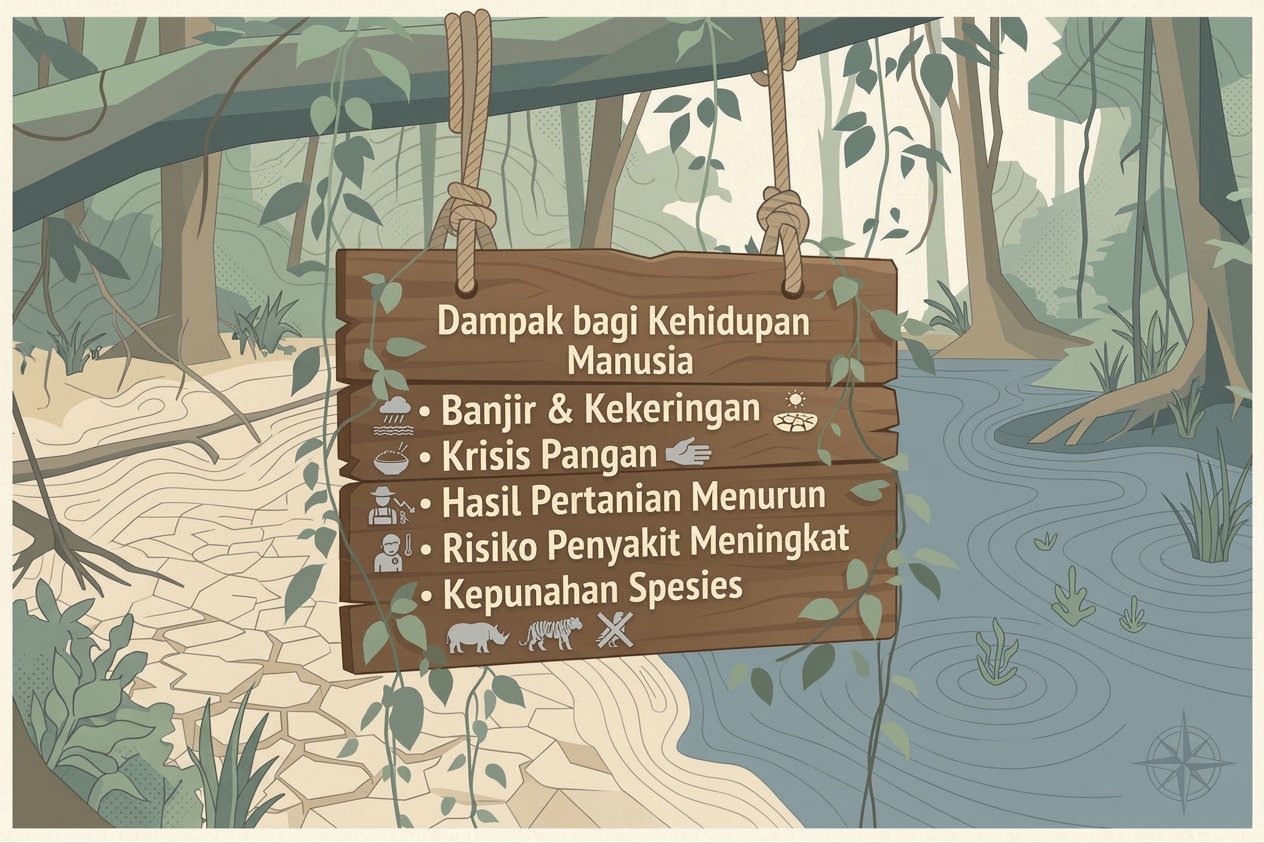 Dampak bagi Kehidupan
Manusia
• Banjir & Kekeringan
• Krisis Pangan
• Hasil Pertanian Menurun
• Risiko Penyakit Meningkat
• Kepunahan Spesies